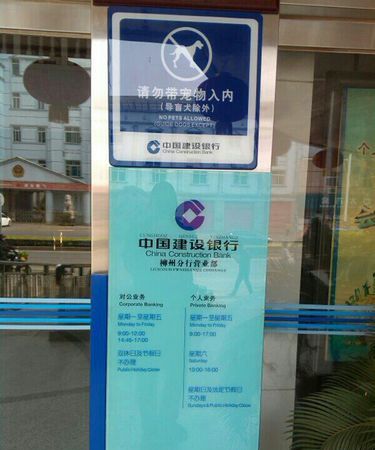 请勿带宠物入内
(导盲犬除外)
NO PETS ALLOWED
(GUIDE DOGS EXCEPT)
中国建设银行
China Construction Bank
中国建设银行
China Construction Bank
柳州分行营业部
对公业务
Corporate Banking
星期一至星期五
Monday to Friday
9:00-12:00
14:45-17:00
双休日及节假日
不办理
Public Holiday Close
个人业务
Private Banking
星期一至星期五
Monday to Friday
9:00-17:00
星期六
Saturday
10:00-16:00
星期日及法定节假日
不办理
Sundays & Public Holiday Close